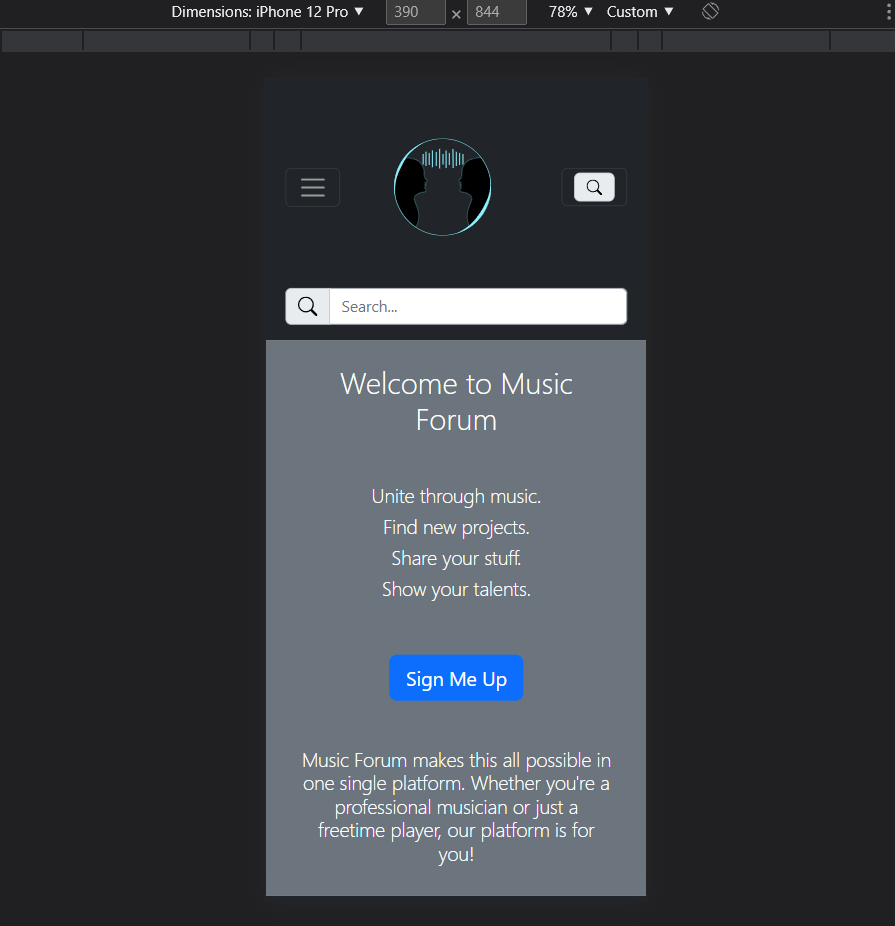 Dimensions: iPhone 12 Pro ▼ 390 × 844 78% ▼ Custom ▼
Search...
Welcome to Music
Forum
Unite through music.
Find new projects.
Share your stuff.
Show your talents.
Sign Me Up
Music Forum makes this all possible in
one single platform. Whether you're a
professional musician or just a
freetime player, our platform is for
you!